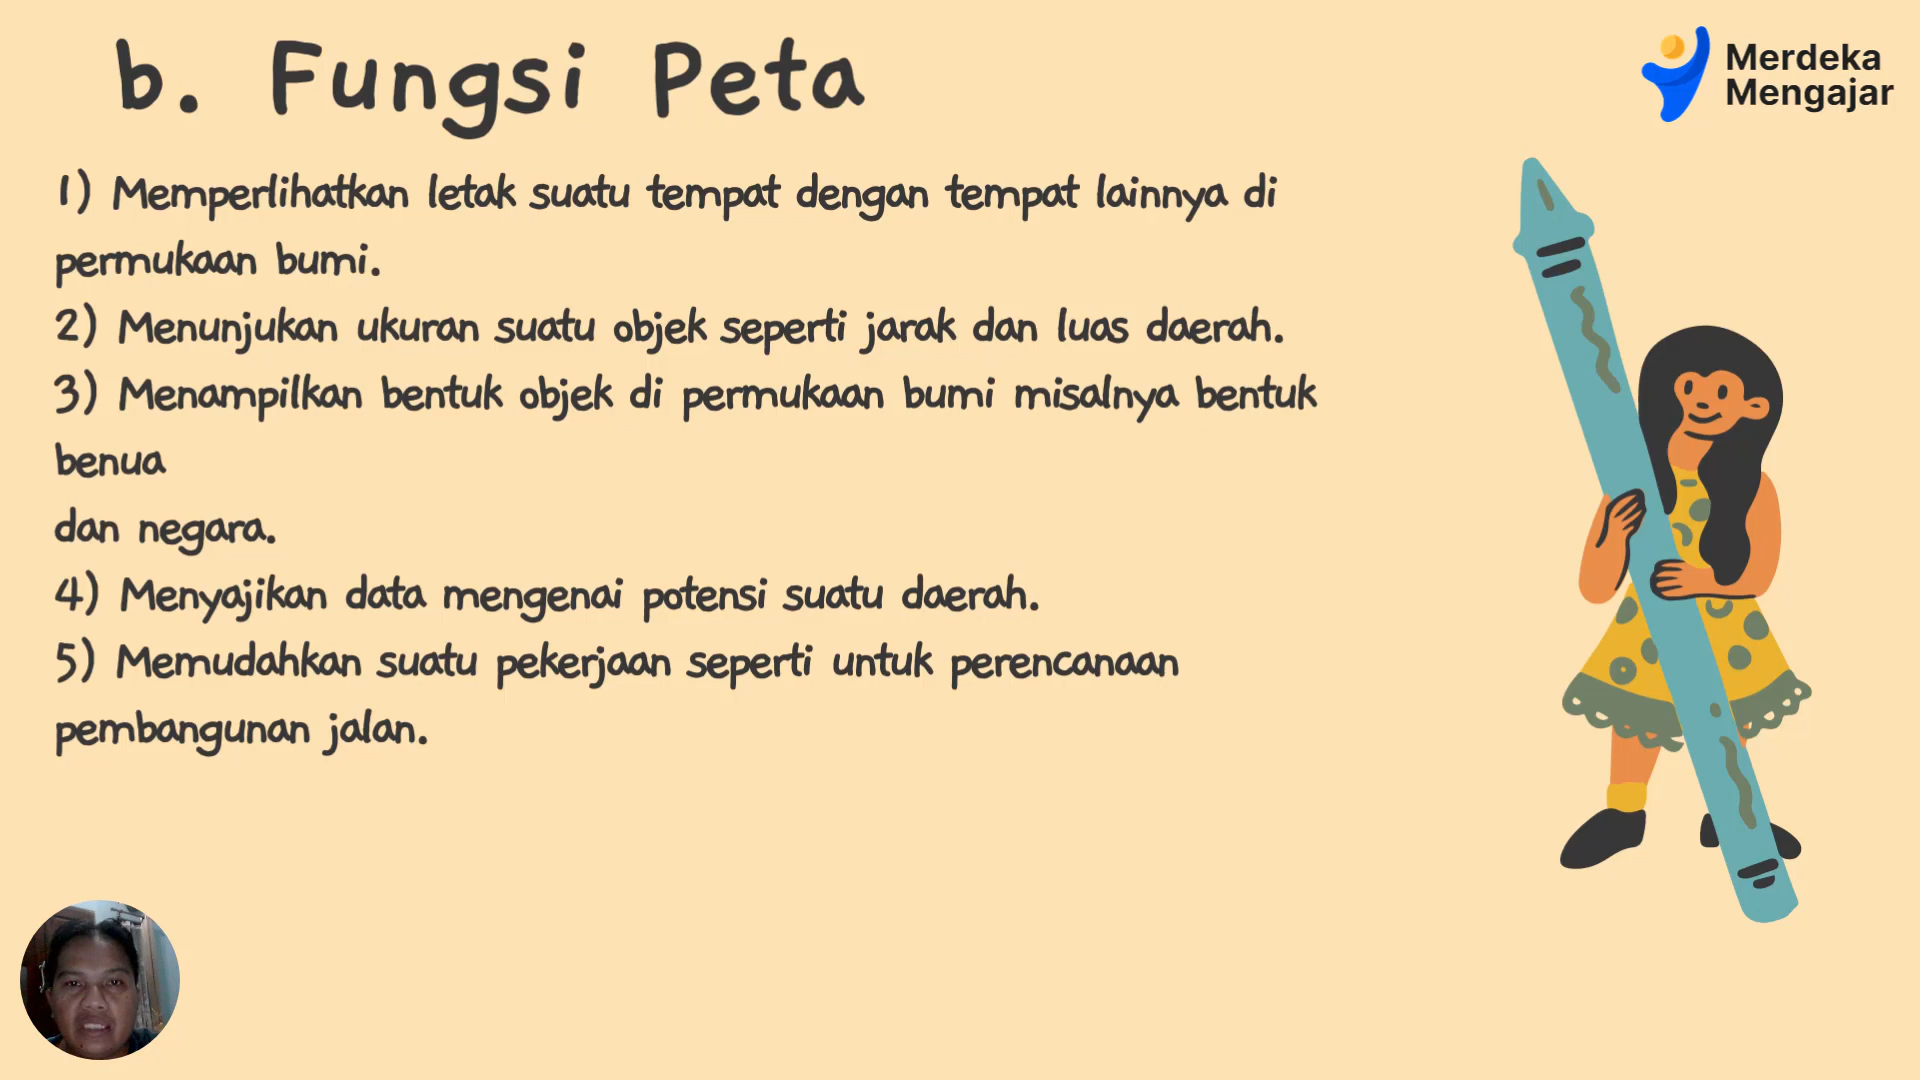 b. Fungsi Peta
Merdeka
Mengajar
1) Memperlihatkan letak suatu tempat dengan tempat lainnya di
permukaan bumi.
2) Menunjukan ukuran suatu objek seperti jarak dan luas daerah.
3) Menampilkan bentuk objek di permukaan bumi misalnya bentuk
benua
dan negara.
4) Menyajikan data mengenai potensi suatu daerah.
5) Memudahkan suatu pekerjaan seperti untuk perencanaan
pembangunan jalan.